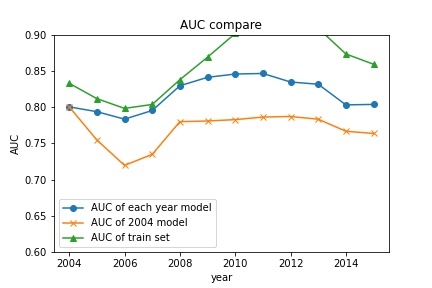 AUC compare
0.90
0.85
0.80
0.75
0.70
0.65
0.60
AUC
AUC of each year model
AUC of 2004 model
AUC of train set
2004 2006 2008 2010 2012 2014
year